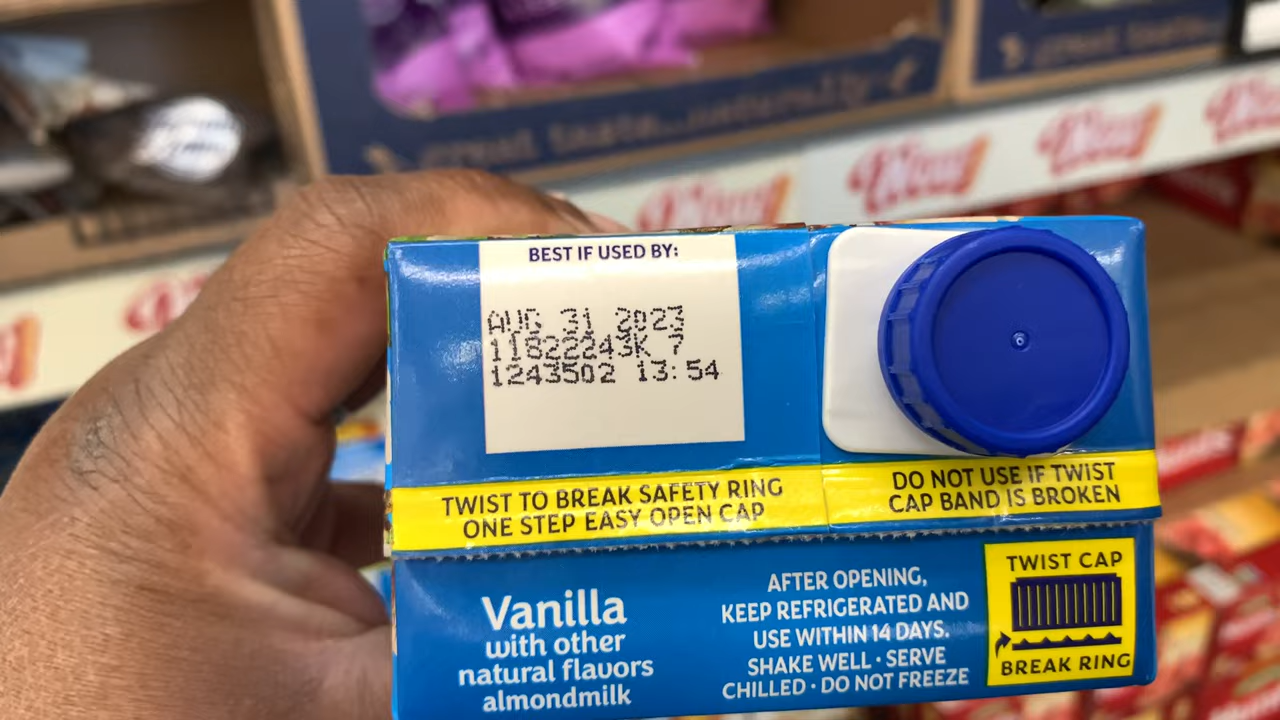 great taste...naturally
BEST IF USED BY:
AUG 31 2023
11822243K 7
1243502 13:54
TWIST TO BREAK SAFETY RING
ONE STEP EASY OPEN CAP
DO NOT USE IF TWIST
CAP BAND IS BROKEN
Vanilla
with other
natural flavors
almondmilk
AFTER OPENING,
KEEP REFRIGERATED AND
USE WITHIN 14 DAYS.
SHAKE WELL · SERVE
CHILLED · DO NOT FREEZE
TWIST CAP
BREAK RING